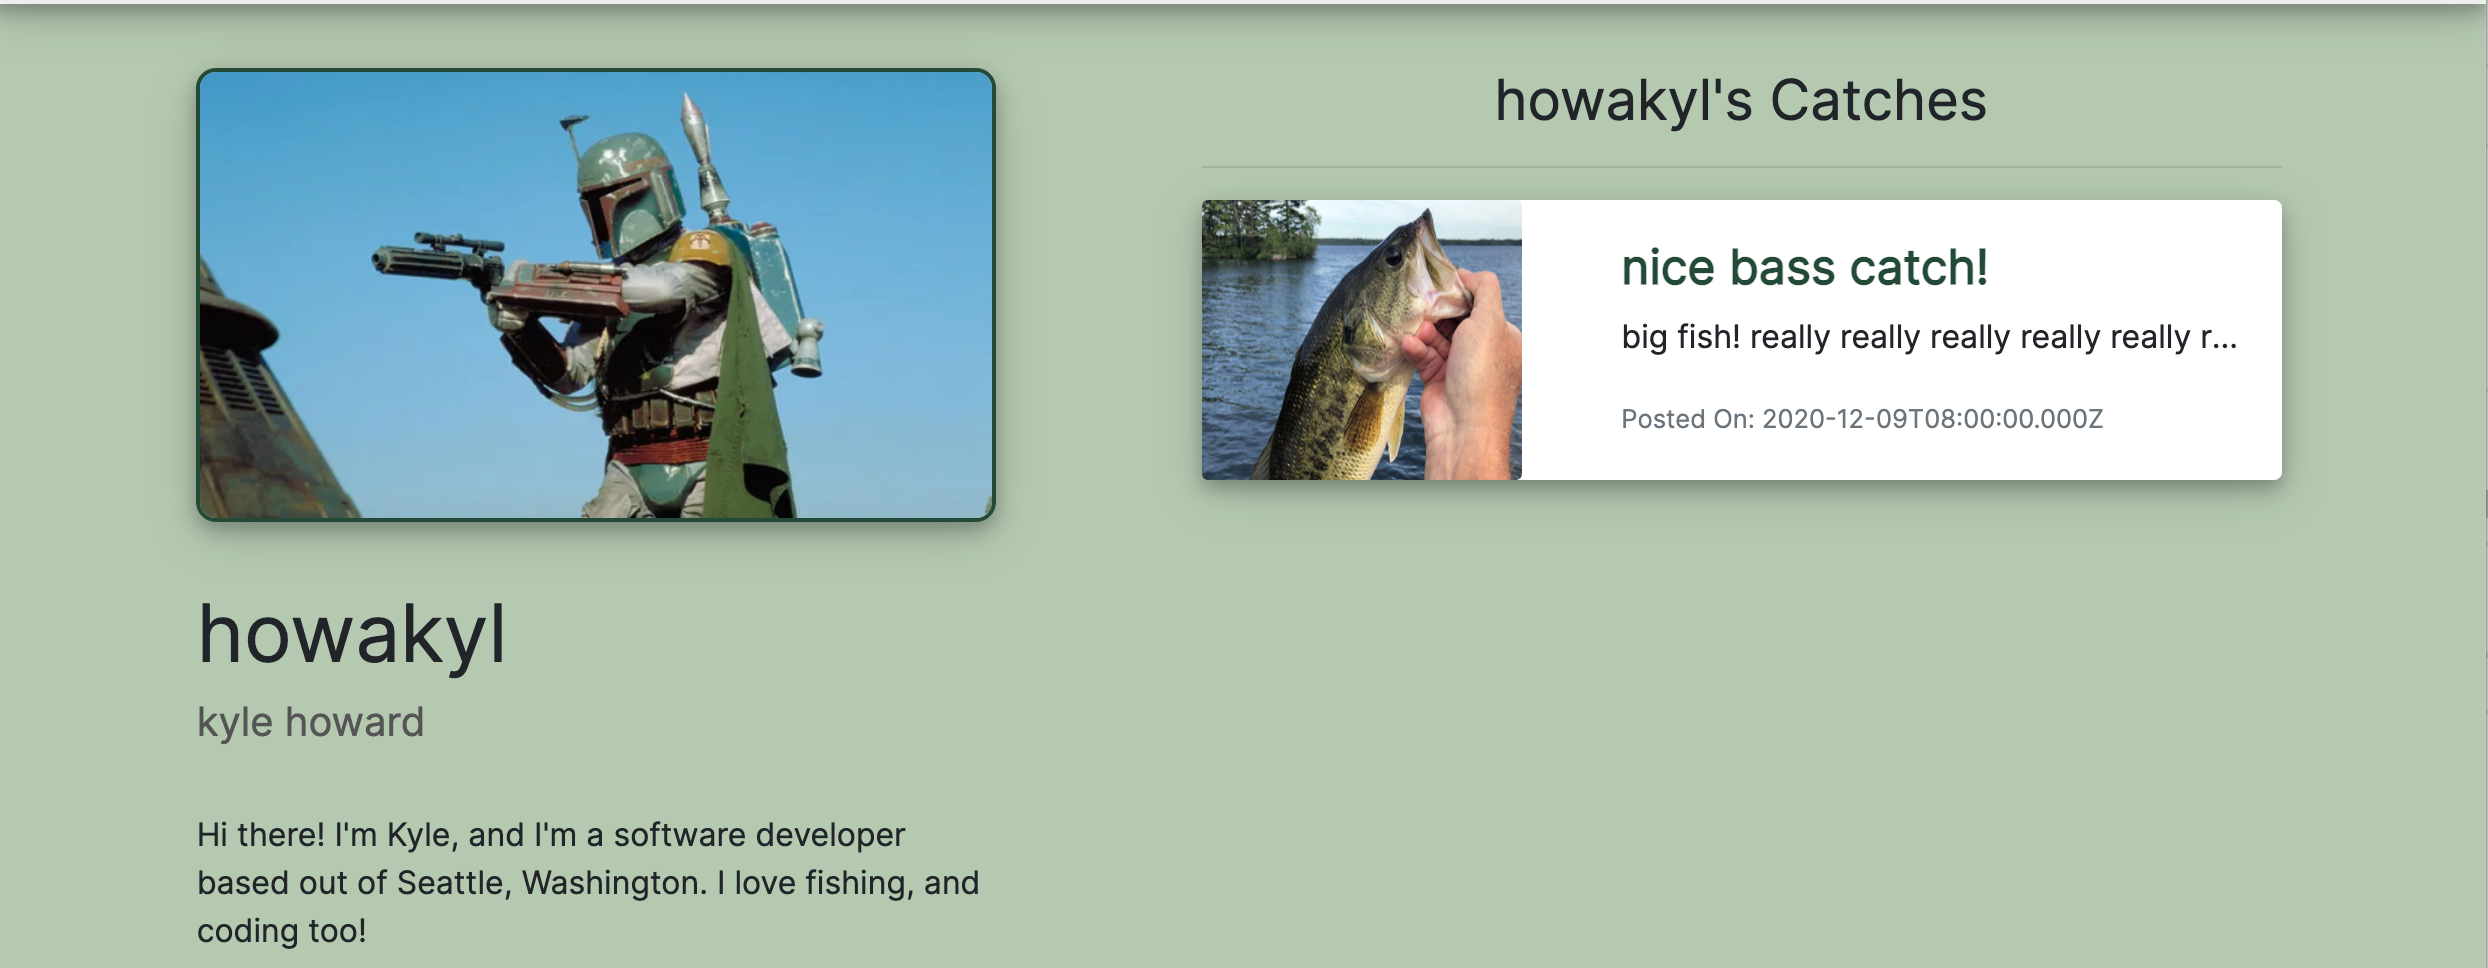 howakyl
kyle howard
Hi there! I'm Kyle, and I'm a software developer
based out of Seattle, Washington. I love fishing, and
coding too!
howakyl's Catches
nice bass catch!
big fish! really really really really really r...
Posted On: 2020-12-09T08:00:00.000Z